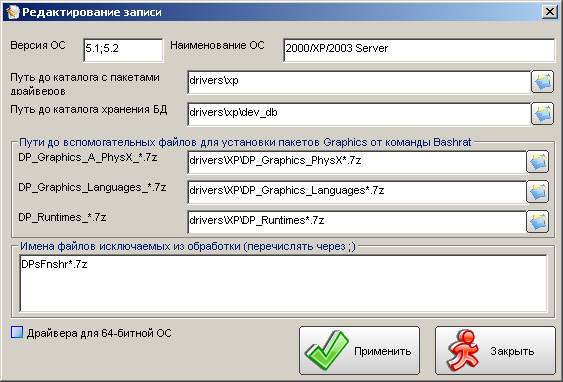 Редактирование записи
Версия ОС 5.1;5.2 Наименование ОС 2000/XP/2003 Server
Путь до каталога с пакетами
драйверов
drivers\xp
Путь до каталога хранения БД drivers\xp\dev_db
Пути до вспомогательных файлов для установки пакетов Graphics от команды Bashrat
DP_Graphics_A_PhysX_*.7z drivers\XP\DP_Graphics_PhysX*.7z
DP_Graphics_Languages_*.7z drivers\XP\DP_Graphics_Languages*.7z
DP_Runtimes_*.7z drivers\XP\DP_Runtimes*.7z
Имена файлов исключаемых из обработки (перечислять через ;)
DPsFnshr*.7z
Драйвера для 64-битной ОС
Применить
Закрыть